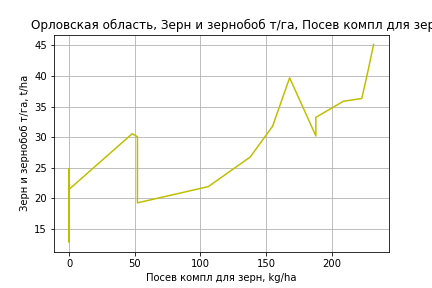 Орловская область, Зерн и зернобоб т/га, Посев компл для зер
45
40
35
30
25
20
15
Зерн и зернобоб т/га, t/ha
0 50 100 150 200
Посев компл для зерн, kg/ha